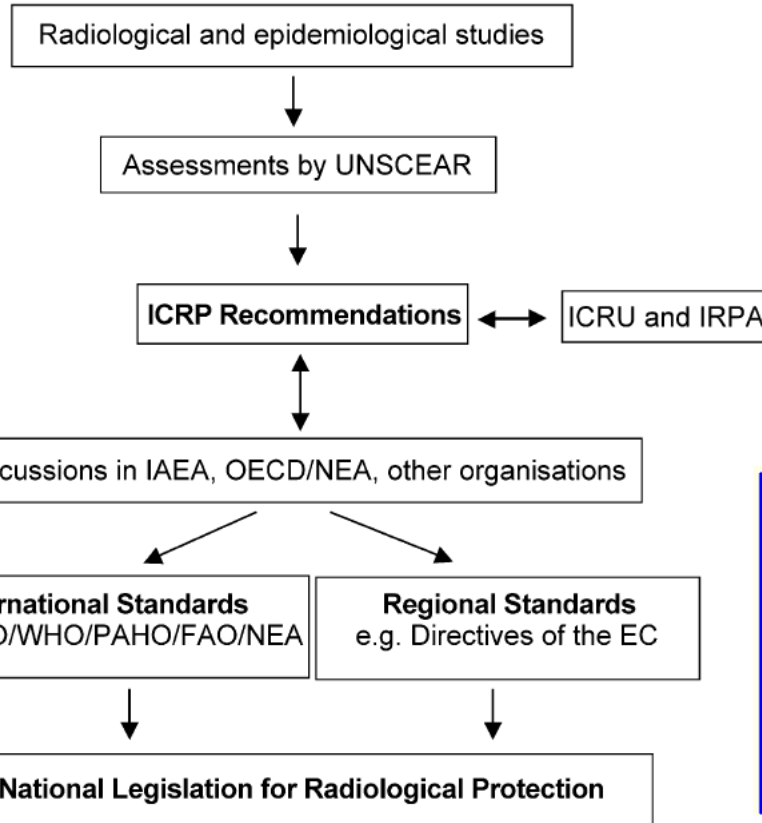 Radiological and epidemiological studies
Assessments by UNSCEAR
ICRP Recommendations
ICRU and IRPA
cussions in IAEA, OECD/NEA, other organisations
rnational Standards
O/WHO/PAHO/FAO/NEA
Regional Standards
e.g. Directives of the EC
National Legislation for Radiological Protection